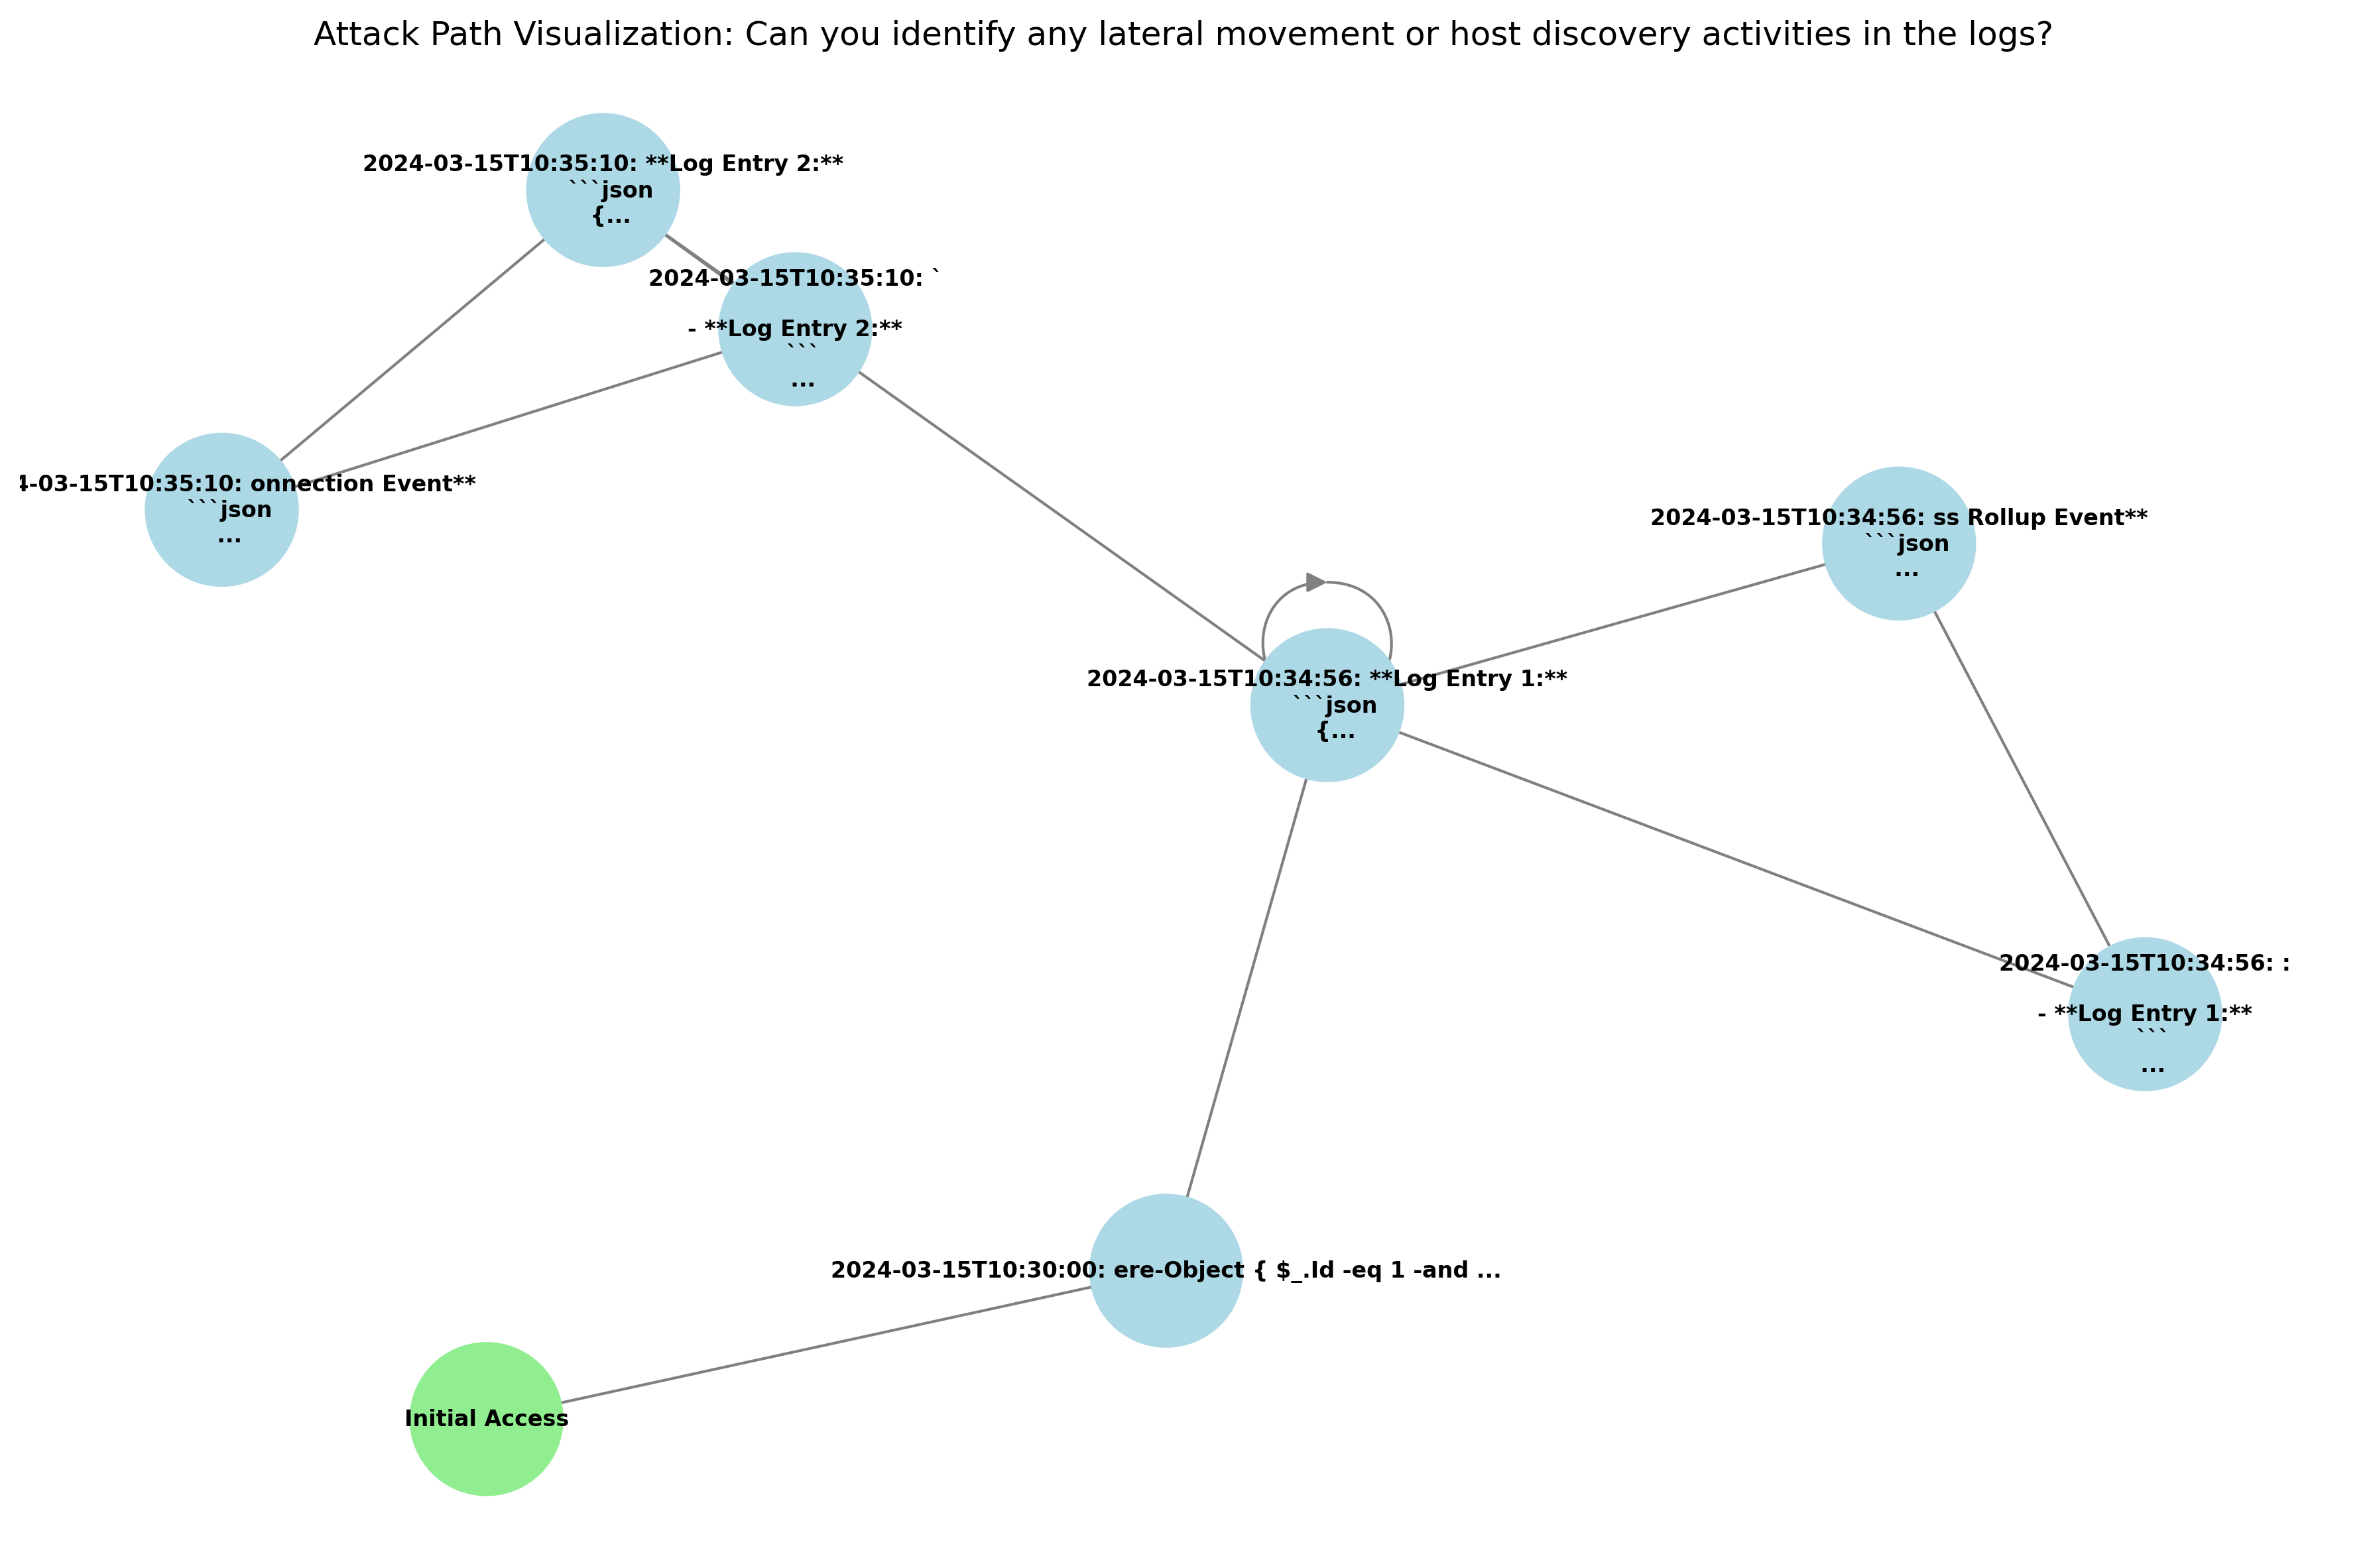 Attack Path Visualization: Can you identify any lateral movement or host discovery activities in the logs?
2024-03-15T10:35:10: **Log Entry 2:**
```json
{...
2024-03-15T10:35:10: `
- **Log Entry 2:**
```
...
4-03-15T10:35:10: onnection Event**
```json
...
2024-03-15T10:34:56: ss Rollup Event**
```json
...
2024-03-15T10:34:56: **Log Entry 1:**
```json
{...
2024-03-15T10:34:56: :
- **Log Entry 1:**
```
...
2024-03-15T10:30:00: ere-Object { $_.Id -eq 1 -and ...
Initial Access